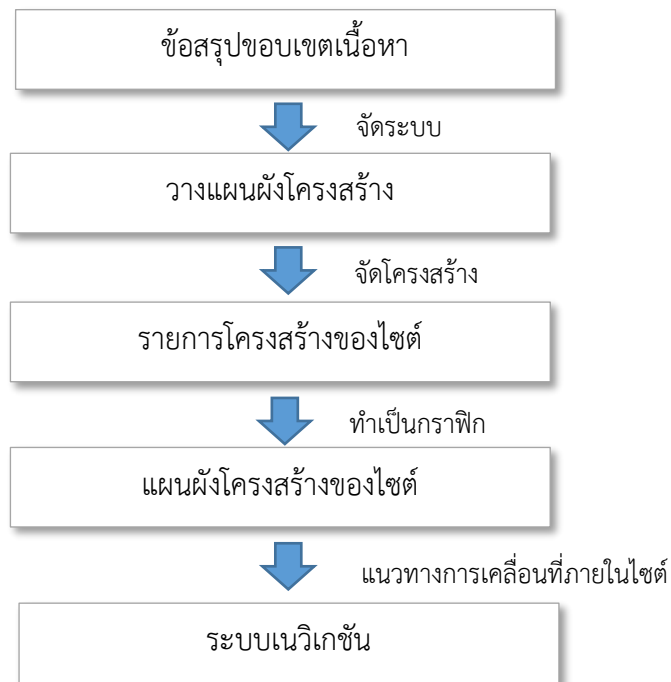 ข้อสรุปขอบเขตเนื้อหา
จัดระบบ
วางแผนผังโครงสร้าง
จัดโครงสร้าง
รายการโครงสร้างของไซต์
ทำเป็นกราฟิก
แผนผังโครงสร้างของไซต์
แนวทางการเคลื่อนที่ภายในไซต์
ระบบเนวิเกชัน